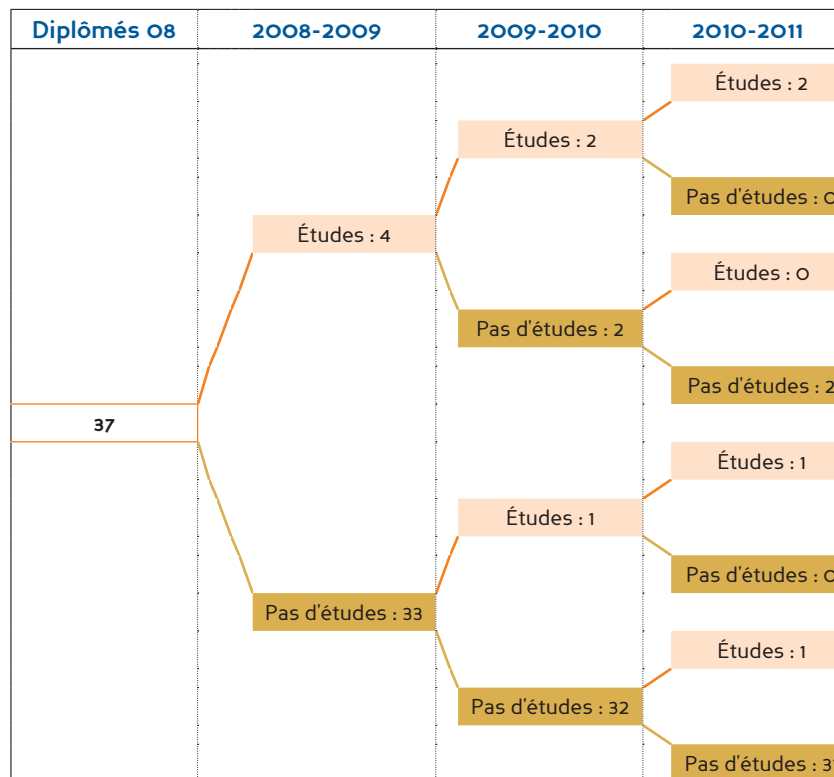 Diplômés 08 2008-2009 2009-2010 2010-2011
Études : 2
Études : 2
Pas d'études : 0
Études : 4
Études : 0
Pas d'études : 2
Pas d'études : 2
37
Études : 1
Études : 1
Pas d'études : 0
Pas d'études : 33
Études : 1
Pas d'études : 32
Pas d'études :